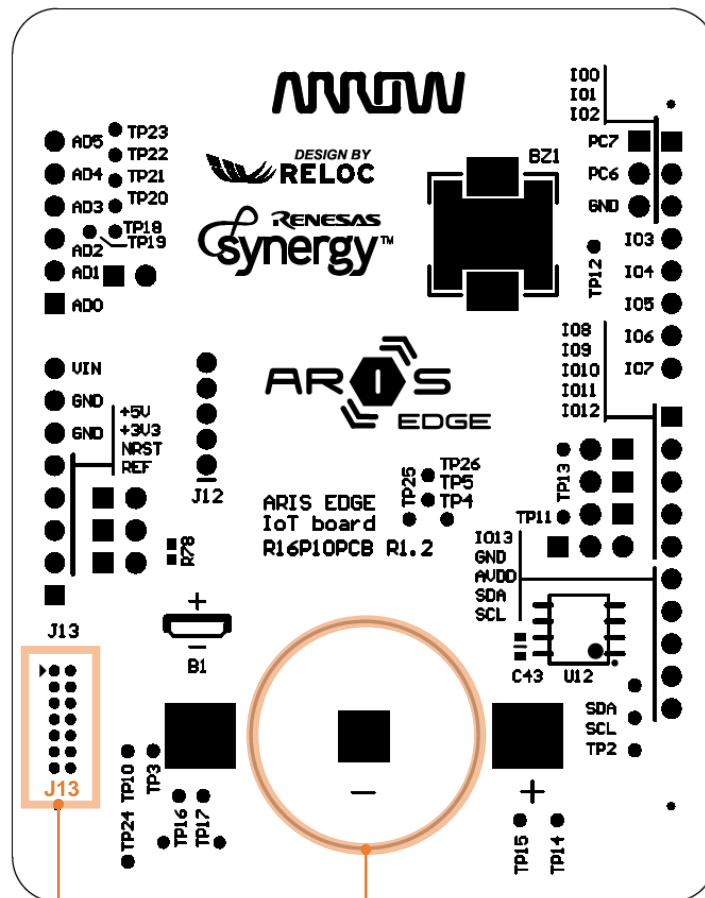 ARROW
DESIGN BY
RELOC
RENESAS
synergy™
IO0
IO1
IO2
PC7
PC6
GND
IO3
IO4
IO5
IO6
IO7
BZ1
TP12
AD5
AD4
AD3
AD2
AD1
AD0
TP23
TP22
TP21
TP20
TP18
TP19
VIN
GND
GND
+5V
+3V3
NRST
REF
J12
ARIS
EDGE
IO8
IO9
IO10
IO11
IO12
TP25
TP26
TP5
TP4
TP13
TP11
ARIS EDGE
IoT board
R16P10PCB R1.2
R78
IO13
GND
AVDD
SDA
SCL
+
B1
−
C43
U12
J13
J13
SDA
SCL
TP2
−
+
TP10
TP3
TP24
TP16
TP17
TP15
TP14